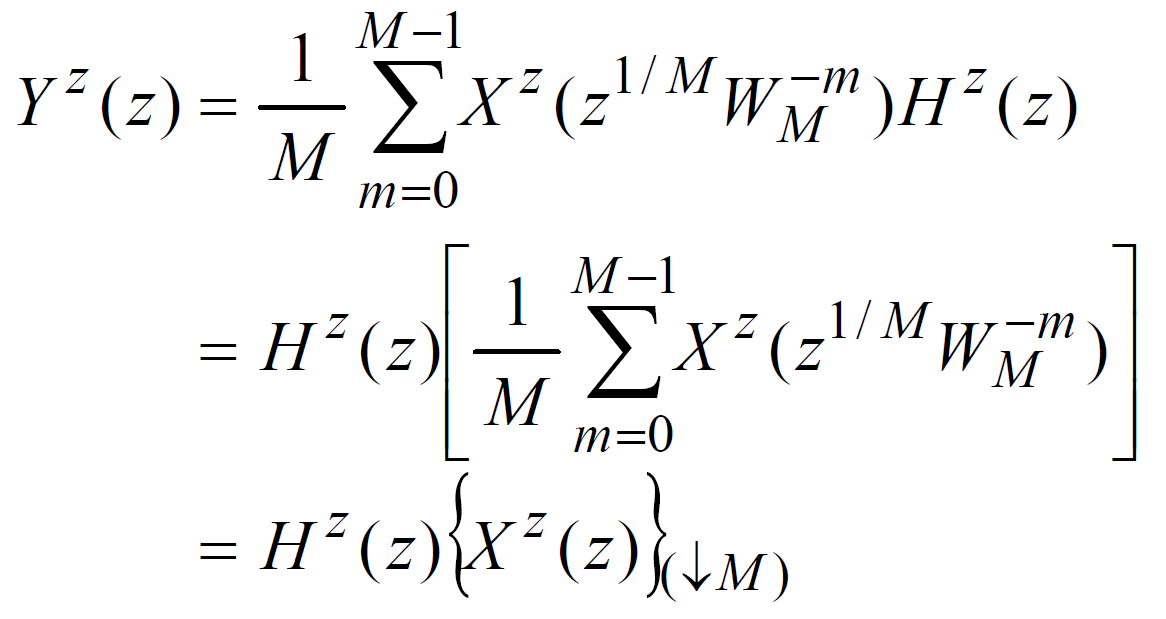 $Y^z(z) = \frac{1}{M} \sum_{m=0}^{M-1} X^z(z^{1/M} W_M^{-m}) H^z(z)$
$= H^z(z) \left[ \frac{1}{M} \sum_{m=0}^{M-1} X^z(z^{1/M} W_M^{-m}) \right]$
$= H^z(z) \left\{ X^z(z) \right\}_{(\downarrow M)}$